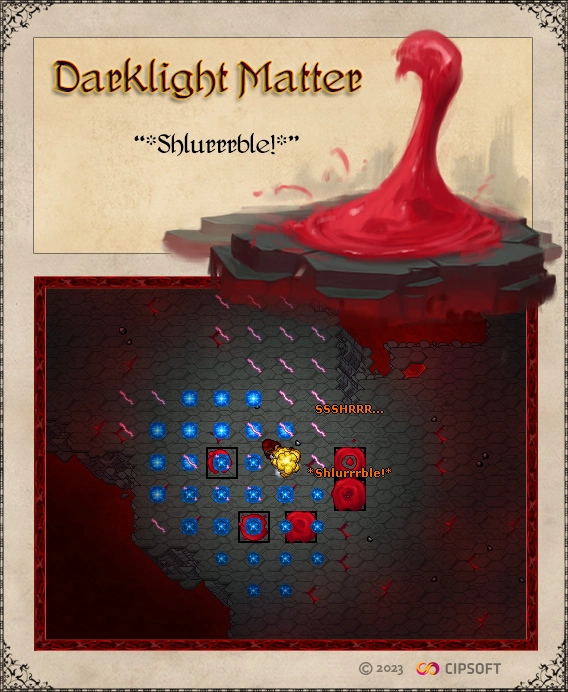 Darklight Matter
“*Shlurrrble!*”
SSSHRRR...
*Shlurrrble!*
© 2023 CIPSOFT